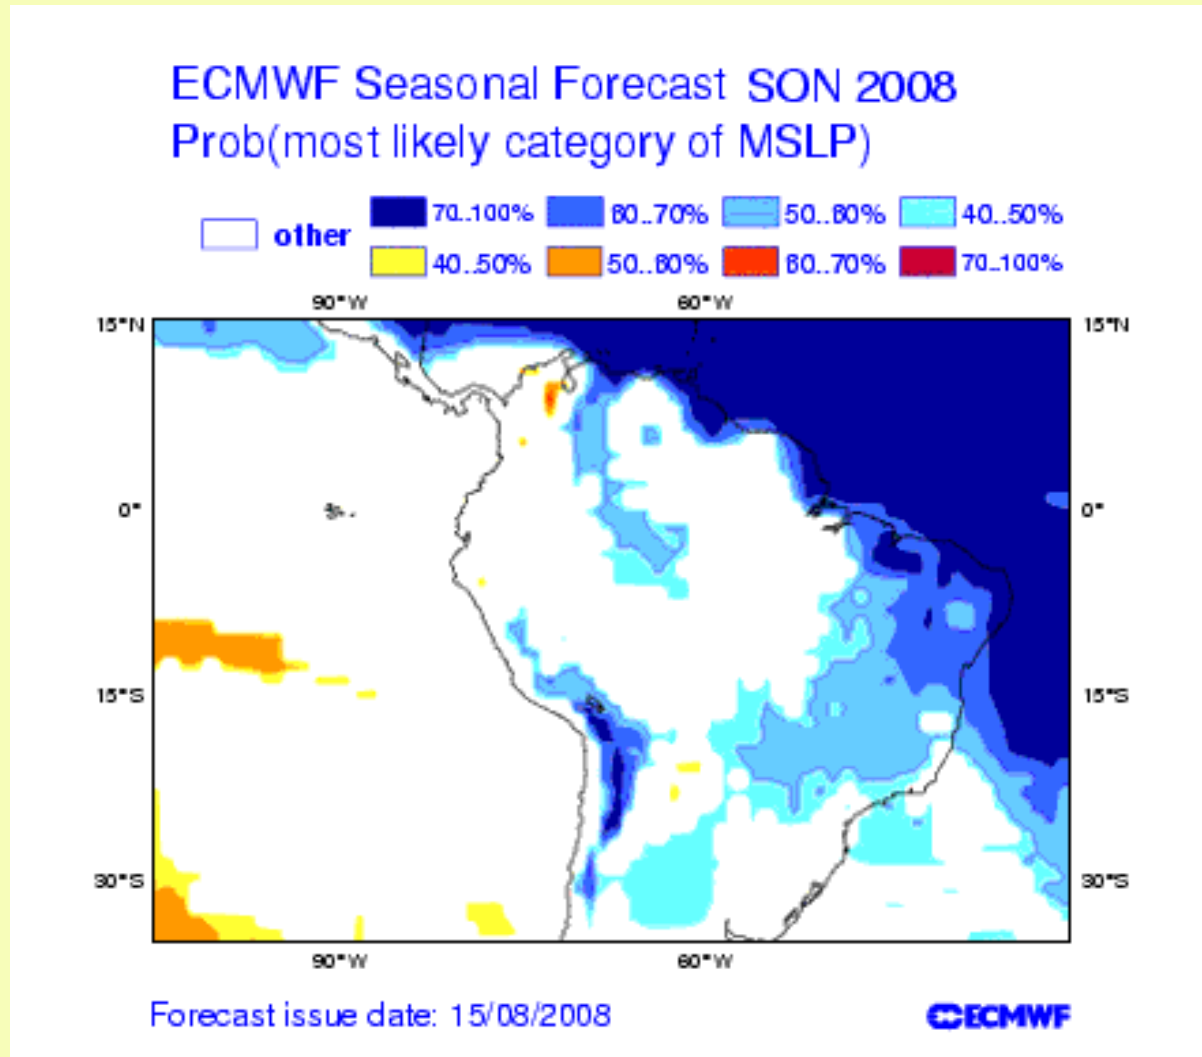 ECMWF Seasonal Forecast SON 2008
Prob(most likely category of MSLP)
other 70..100% 60..70% 50..60% 40..50%
40..50% 50..60% 60..70% 70..100%
90°W 60°W
15°N 15°N
0° 0°
15°S 15°S
30°S 30°S
90°W 60°W
Forecast issue date: 15/08/2008 ECMWF